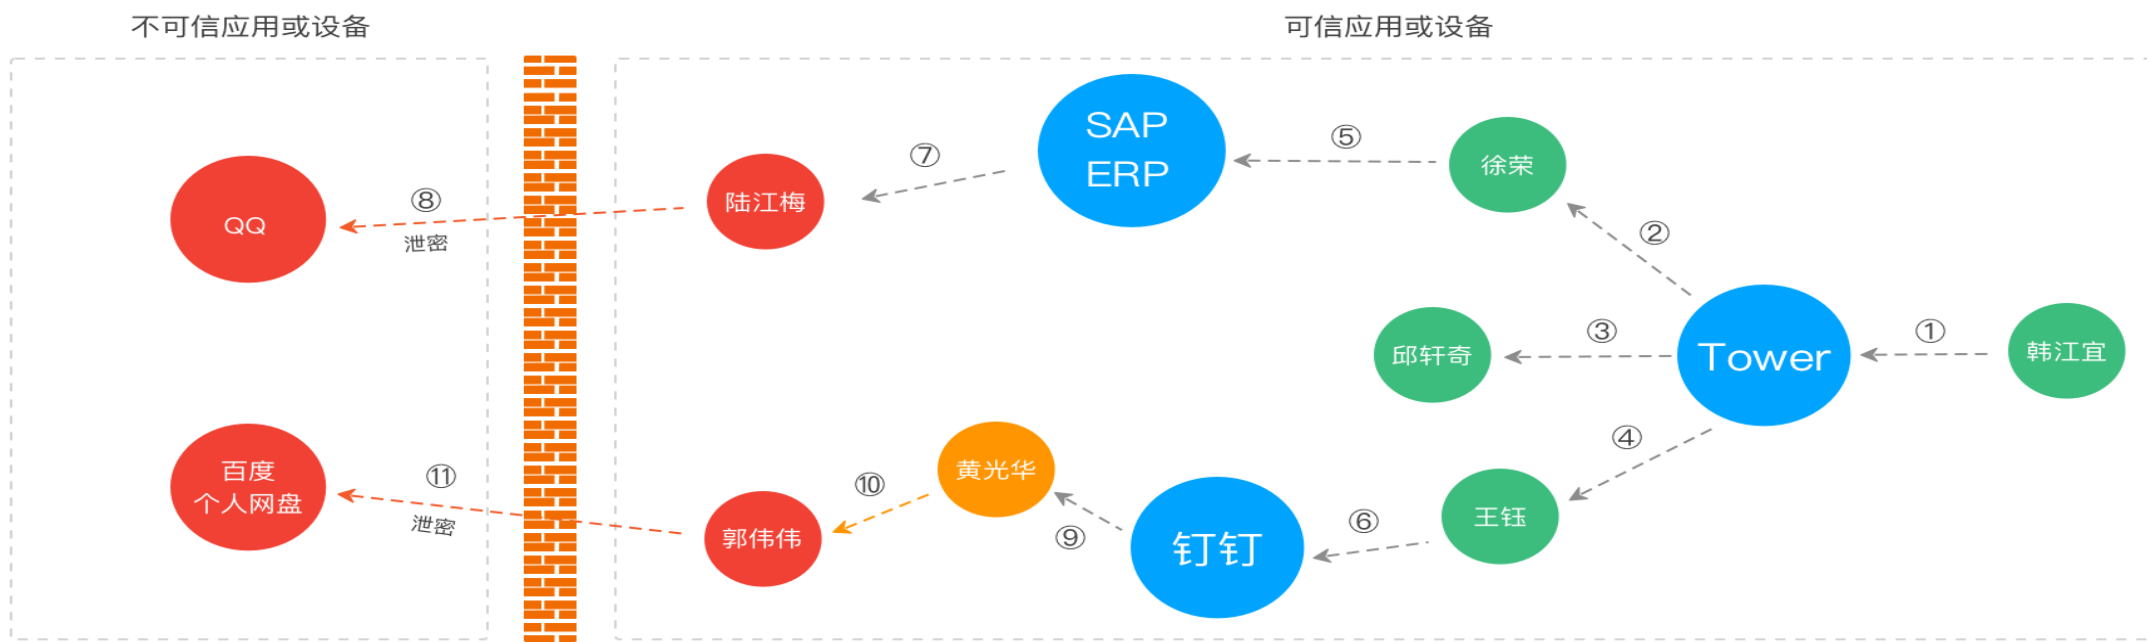 不可信应用或设备
可信应用或设备
SAP
ERP
⑤
徐荣
⑦
陆江梅
⑧
泄密
QQ
②
③
邱轩奇
Tower
①
韩江宜
④
王钰
⑥
钉钉
⑨
黄光华
⑩
郭伟伟
⑪
泄密
百度
个人网盘